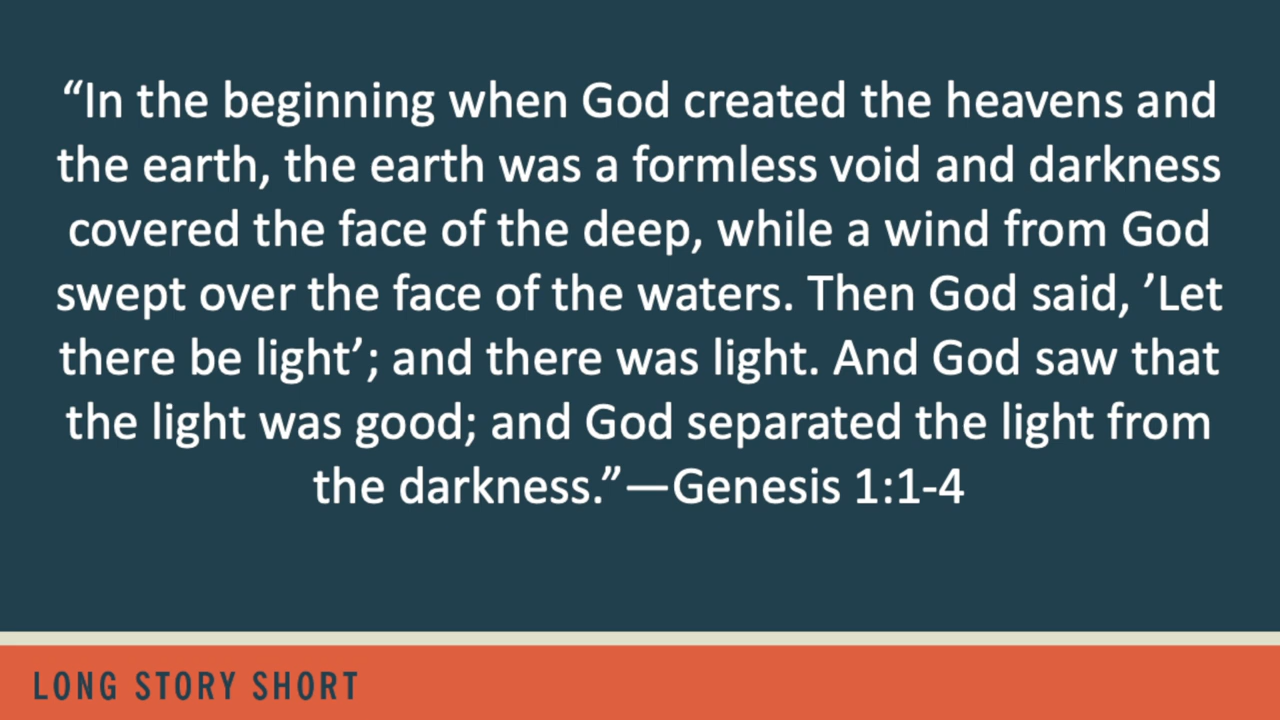 “In the beginning when God created the heavens and
the earth, the earth was a formless void and darkness
covered the face of the deep, while a wind from God
swept over the face of the waters. Then God said, ’Let
there be light’; and there was light. And God saw that
the light was good; and God separated the light from
the darkness.”—Genesis 1:1-4
LONG STORY SHORT